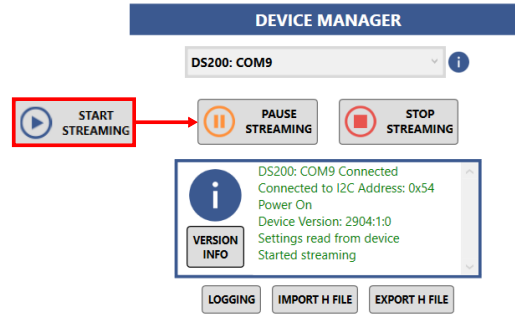 DEVICE MANAGER
DS200: COM9
START
STREAMING
PAUSE
STREAMING
STOP
STREAMING
DS200: COM9 Connected
Connected to I2C Address: 0x54
Power On
Device Version: 2904:1:0
Settings read from device
Started streaming
VERSION
INFO
LOGGING
IMPORT H FILE
EXPORT H FILE